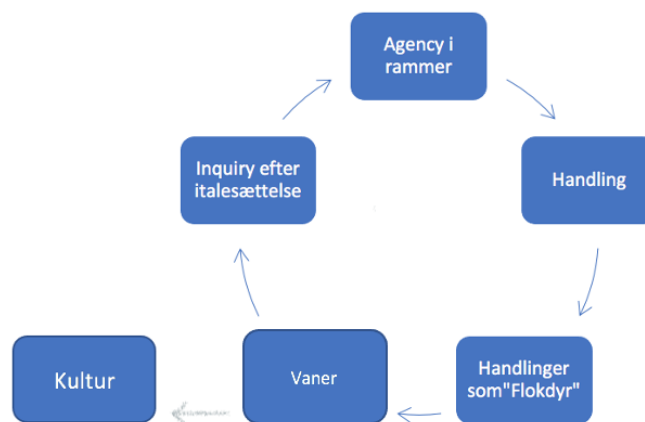 Agency i
rammer
Handling
Handlinger
som"Flokdyr"
Vaner
Inquiry efter
italesættelse
Kultur